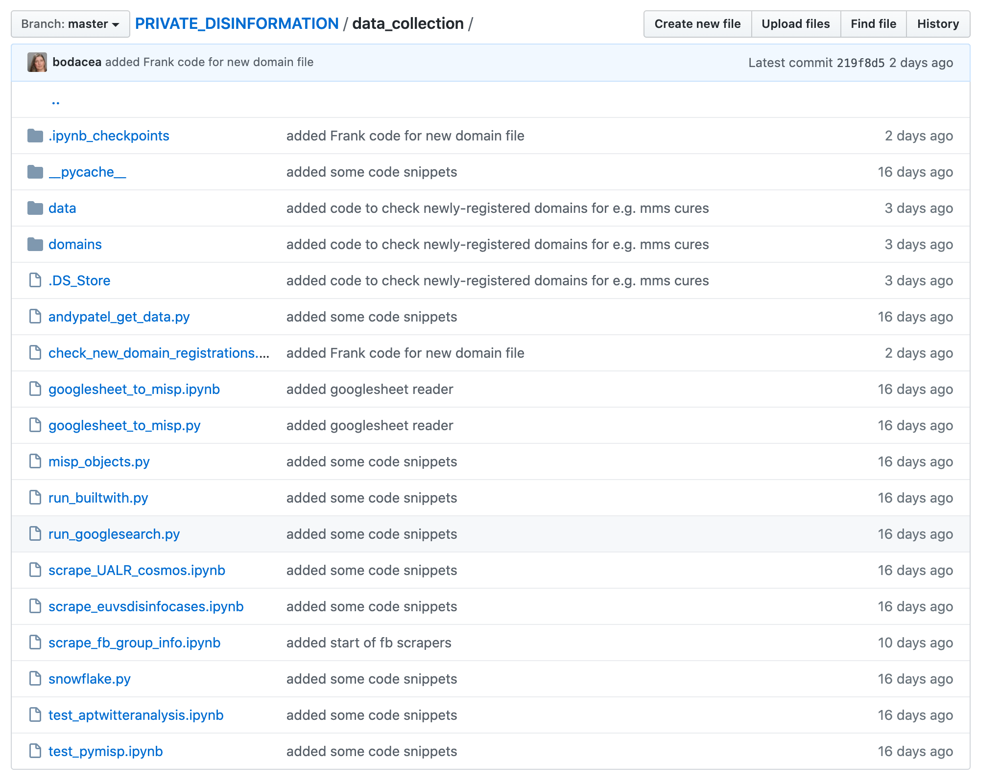 Branch: master PRIVATE_DISINFORMATION / data_collection / Create new file Upload files Find file History
bodacea added Frank code for new domain file Latest commit 219f8d5 2 days ago
..
.ipynb_checkpoints added Frank code for new domain file 2 days ago
__pycache__ added some code snippets 16 days ago
data added code to check newly-registered domains for e.g. mms cures 3 days ago
domains added code to check newly-registered domains for e.g. mms cures 3 days ago
.DS_Store added code to check newly-registered domains for e.g. mms cures 3 days ago
andypatel_get_data.py added some code snippets 16 days ago
check_new_domain_registrations.... added Frank code for new domain file 2 days ago
googlesheet_to_misp.ipynb added googlesheet reader 16 days ago
googlesheet_to_misp.py added googlesheet reader 16 days ago
misp_objects.py added some code snippets 16 days ago
run_builtwith.py added some code snippets 16 days ago
run_googlesearch.py added some code snippets 16 days ago
scrape_UALR_cosmos.ipynb added some code snippets 16 days ago
scrape_euvsdisinfocases.ipynb added some code snippets 16 days ago
scrape_fb_group_info.ipynb added start of fb scrapers 10 days ago
snowflake.py added some code snippets 16 days ago
test_aptwitteranalysis.ipynb added some code snippets 16 days ago
test_pymisp.ipynb added some code snippets 16 days ago